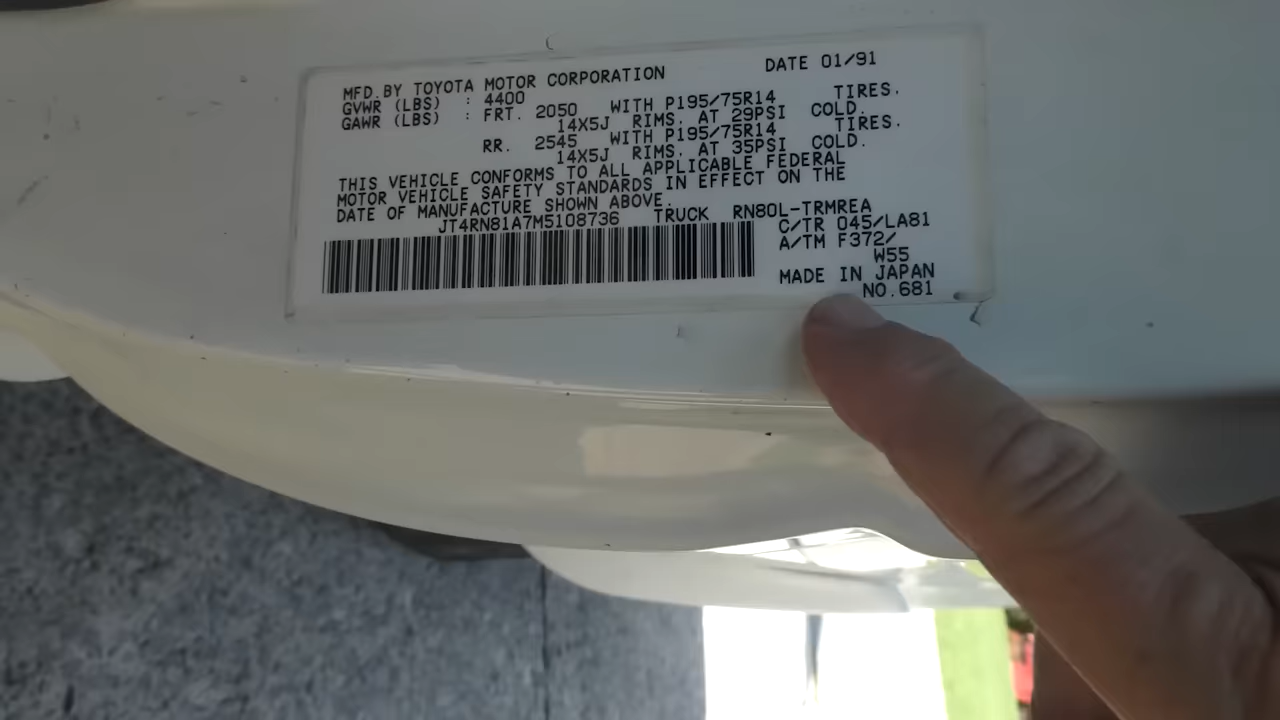 MFD.BY TOYOTA MOTOR CORPORATION DATE 01/91
GVWR (LBS) : 4400
GAWR (LBS) : FRT. 2050 WITH P195/75R14 TIRES.
14X5J RIMS. AT 29PSI COLD.
RR. 2545 WITH P195/75R14 TIRES.
14X5J RIMS. AT 35PSI COLD.
THIS VEHICLE CONFORMS TO ALL APPLICABLE FEDERAL
MOTOR VEHICLE SAFETY STANDARDS IN EFFECT ON THE
DATE OF MANUFACTURE SHOWN ABOVE.
JT4RN81A7M5108736 TRUCK RN80L-TRMREA
C/TR 045/LA81
A/TM F372/
W55
MADE IN JAPAN
NO.681